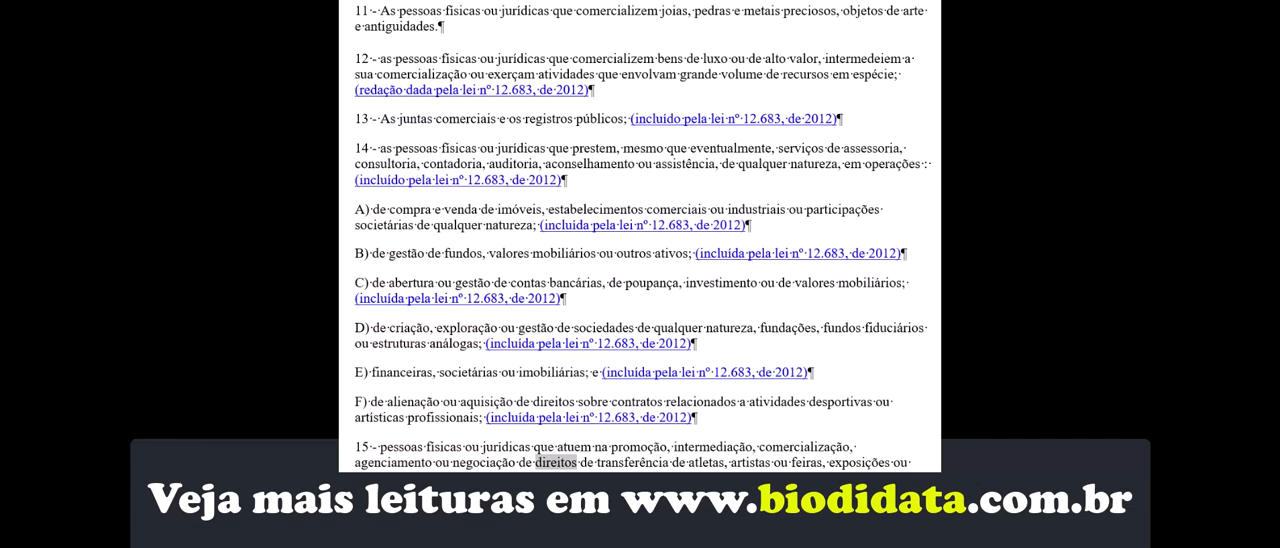 11 - As pessoas físicas ou jurídicas que comercializem joias, pedras e metais preciosos, objetos de arte
e antiguidades.¶
12 - as pessoas físicas ou jurídicas que comercializem bens de luxo ou de alto valor, intermedeiem a
sua comercialização ou exerçam atividades que envolvam grande volume de recursos em espécie;
(redação dada pela lei nº 12.683, de 2012)¶
13 - As juntas comerciais e os registros públicos; (incluído pela lei nº 12.683, de 2012)¶
14 - as pessoas físicas ou jurídicas que prestem, mesmo que eventualmente, serviços de assessoria,
consultoria, contadoria, auditoria, aconselhamento ou assistência, de qualquer natureza, em operações :
(incluído pela lei nº 12.683, de 2012)¶
A) de compra e venda de imóveis, estabelecimentos comerciais ou industriais ou participações
societárias de qualquer natureza; (incluída pela lei nº 12.683, de 2012)¶
B) de gestão de fundos, valores mobiliários ou outros ativos; (incluída pela lei nº 12.683, de 2012)¶
C) de abertura ou gestão de contas bancárias, de poupança, investimento ou de valores mobiliários;
(incluída pela lei nº 12.683, de 2012)¶
D) de criação, exploração ou gestão de sociedades de qualquer natureza, fundações, fundos fiduciários
ou estruturas análogas; (incluída pela lei nº 12.683, de 2012)¶
E) financeiras, societárias ou imobiliárias; e (incluída pela lei nº 12.683, de 2012)¶
F) de alienação ou aquisição de direitos sobre contratos relacionados a atividades desportivas ou
artísticas profissionais; (incluída pela lei nº 12.683, de 2012)¶
15 - pessoas físicas ou jurídicas que atuem na promoção, intermediação, comercialização,
agenciamento ou negociação de direitos de transferência de atletas, artistas ou feiras, exposições ou
Veja mais leituras em www.biodidata.com.br